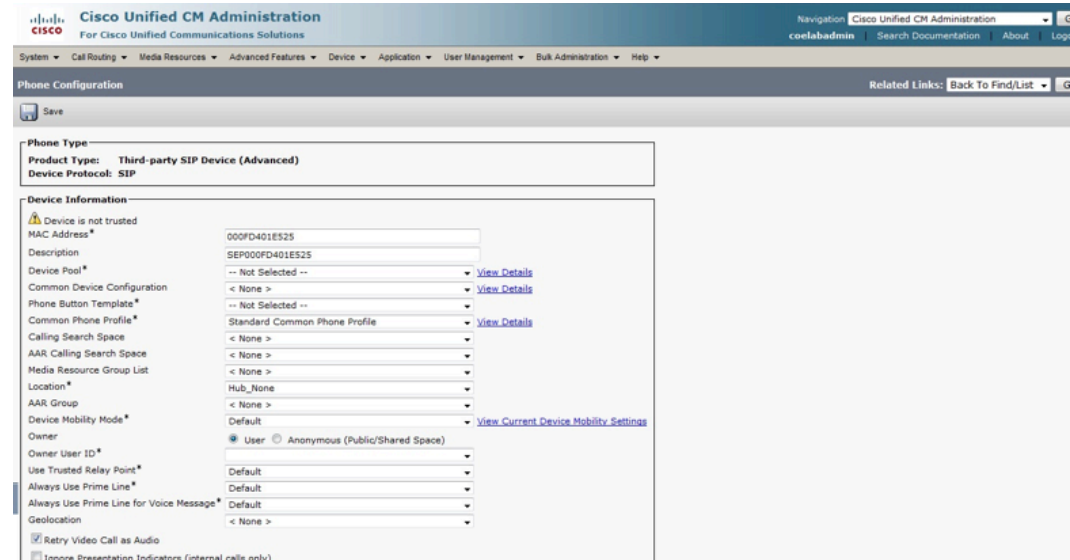 Cisco Unified CM Administration
CISCO For Cisco Unified Communications Solutions
Navigation Cisco Unified CM Administration
coelabadmin Search Documentation About
System Call Routing Media Resources Advanced Features Device Application User Management Bulk Administration Help
Phone Configuration Related Links: Back To Find/List
Save
Phone Type
Product Type: Third-party SIP Device (Advanced)
Device Protocol: SIP
Device Information
Device is not trusted
MAC Address* 000FD401E525
Description SEP000FD401E525
Device Pool* -- Not Selected -- View Details
Common Device Configuration < None > View Details
Phone Button Template* -- Not Selected --
Common Phone Profile* Standard Common Phone Profile View Details
Calling Search Space < None >
AAR Calling Search Space < None >
Media Resource Group List < None >
Location* Hub_None
AAR Group < None >
Device Mobility Mode* Default View Current Device Mobility Settings
Owner User Anonymous (Public/Shared Space)
Owner User ID*
Use Trusted Relay Point* Default
Always Use Prime Line* Default
Always Use Prime Line for Voice Message* Default
Geolocation < None >
Retry Video Call as Audio
Ignore Presentation Indicators (internal calls only)